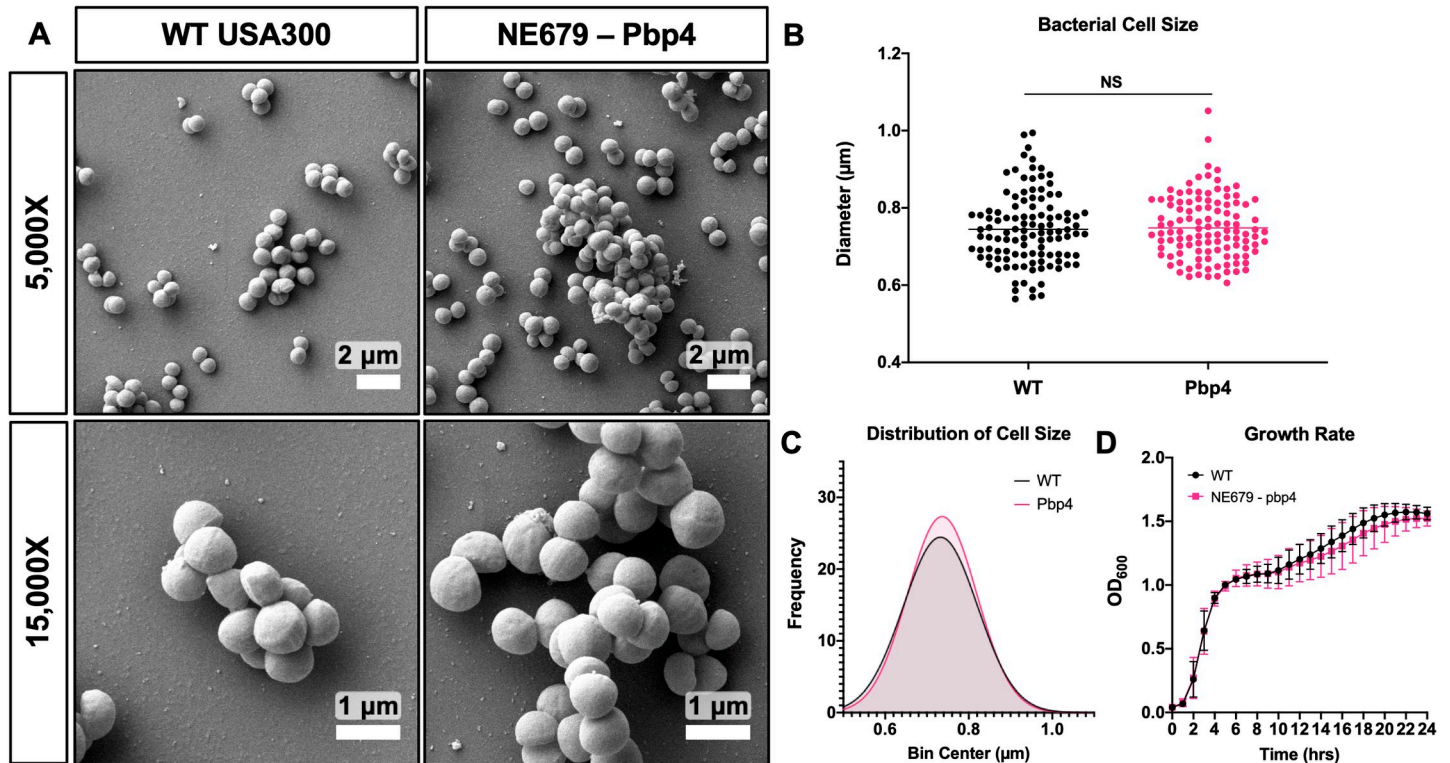 A
WT USA300
NE679 – Pbp4
5,000X
2 µm
2 µm
15,000X
1 µm
1 µm
B
Bacterial Cell Size
NS
Diameter (µm)
1.2
1.0
0.8
0.6
0.4
WT
Pbp4
C
Distribution of Cell Size
WT
Pbp4
Frequency
30
20
10
0
0.6
0.8
1.0
Bin Center (µm)
D
Growth Rate
WT
NE679 - pbp4
OD600
2.0
1.5
1.0
0.5
0.0
0 2 4 6 8 10 12 14 16 18 20 22 24
Time (hrs)